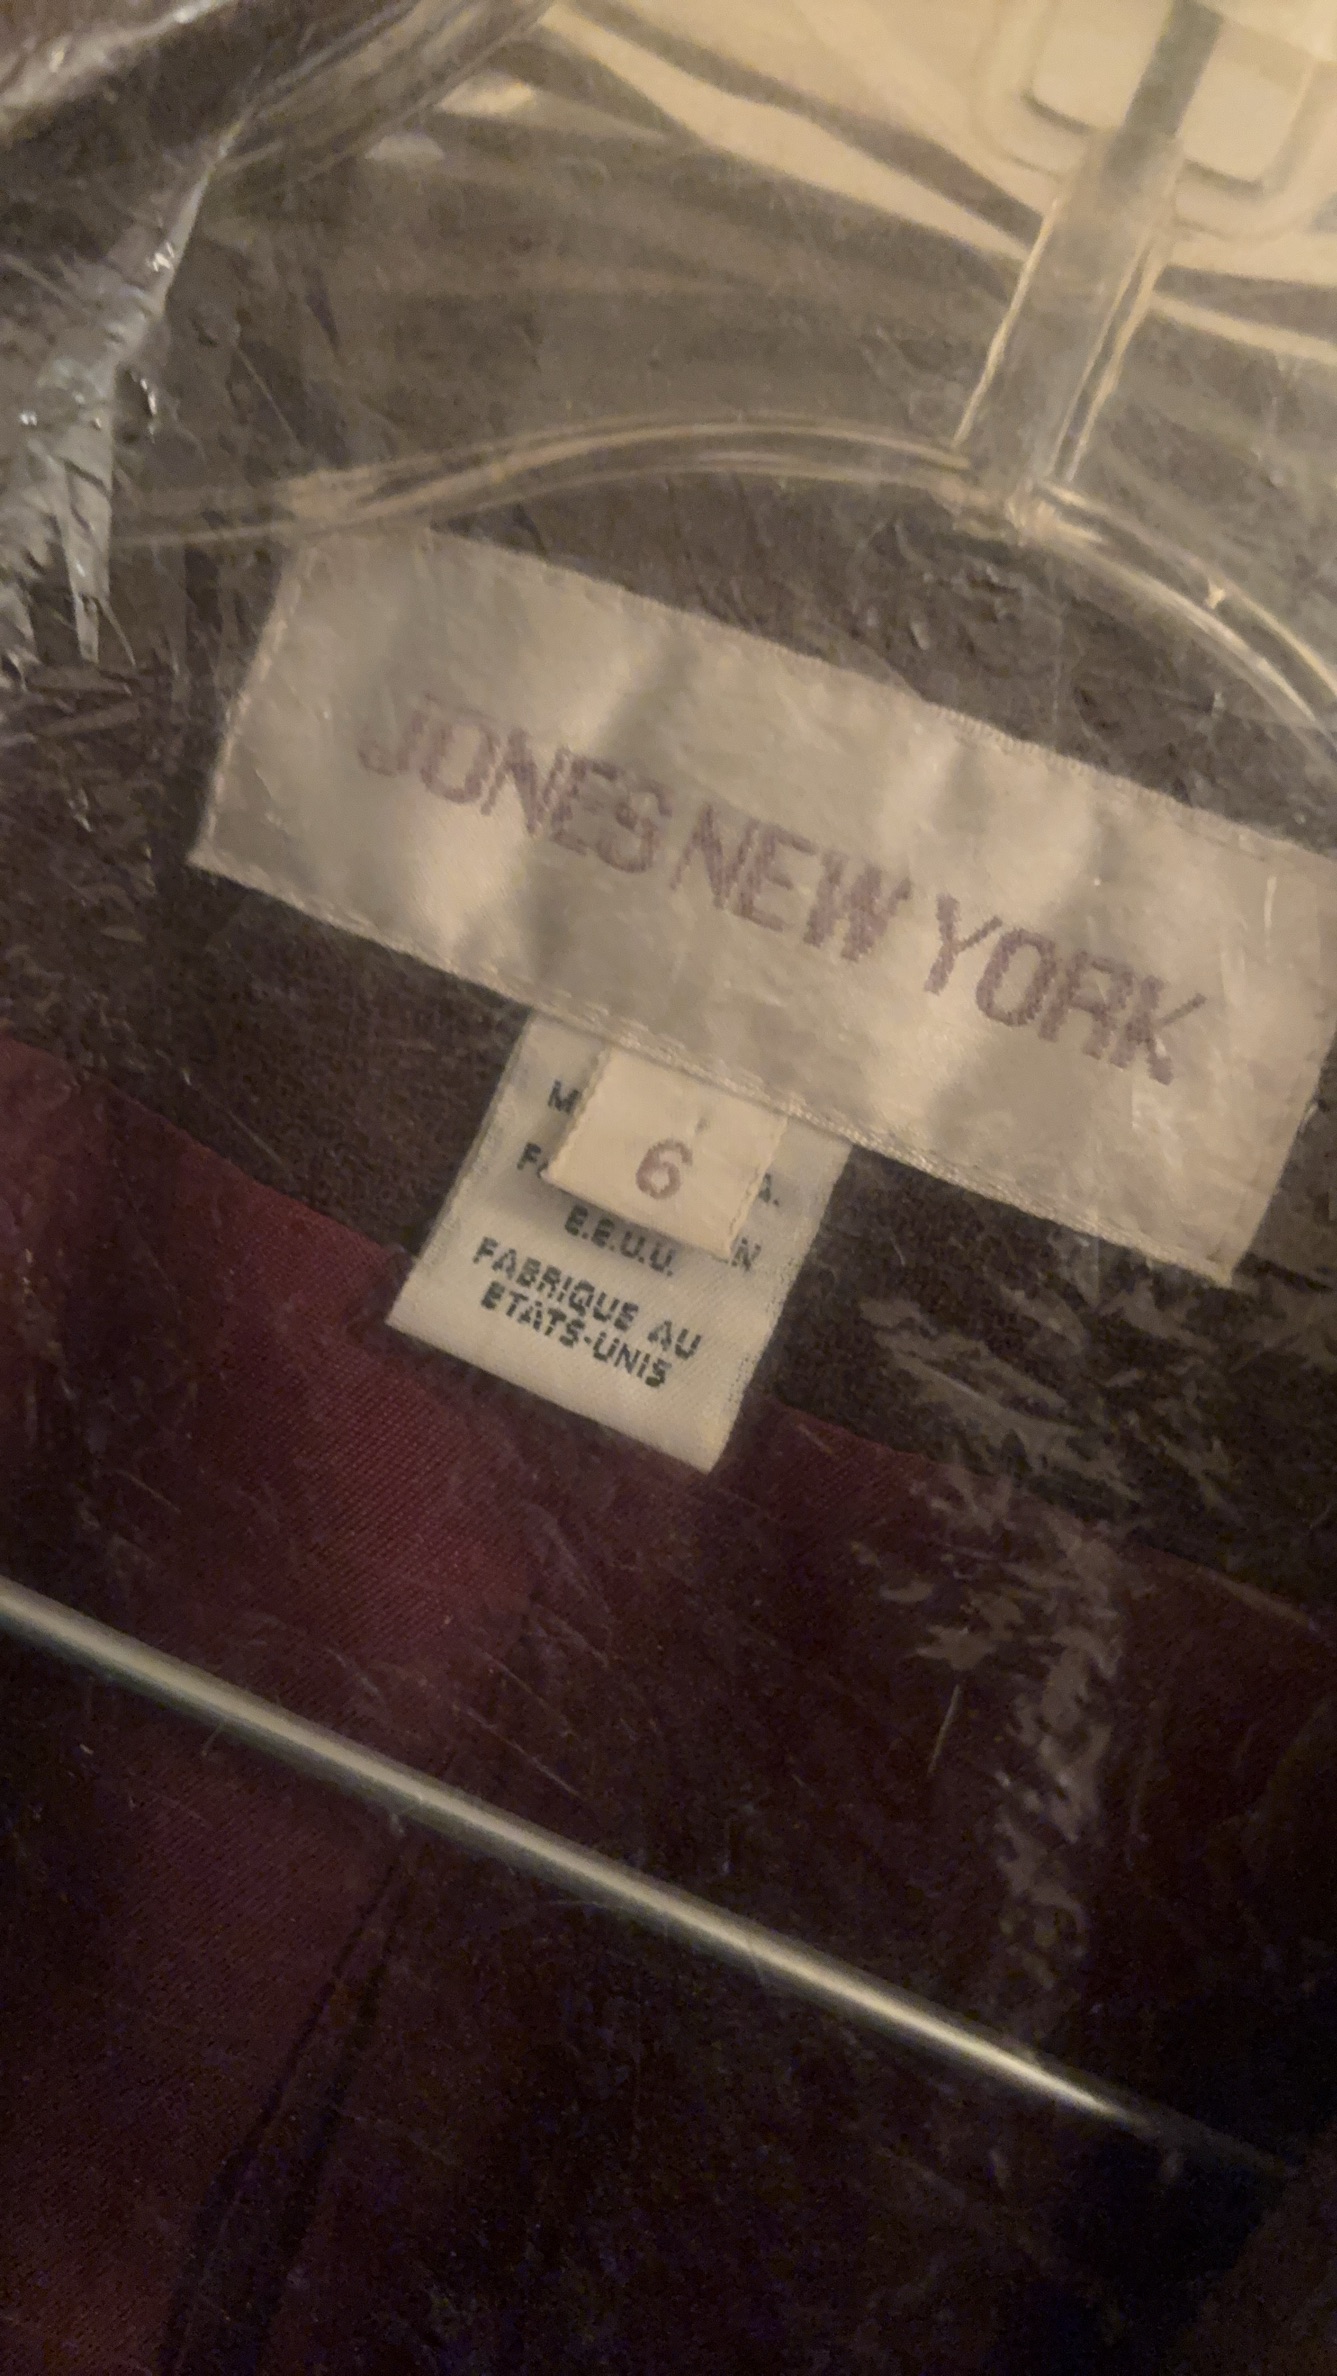 JONES NEW YORK
6
E.E.U.U.
FABRIQUE AU
ETATS-UNIS